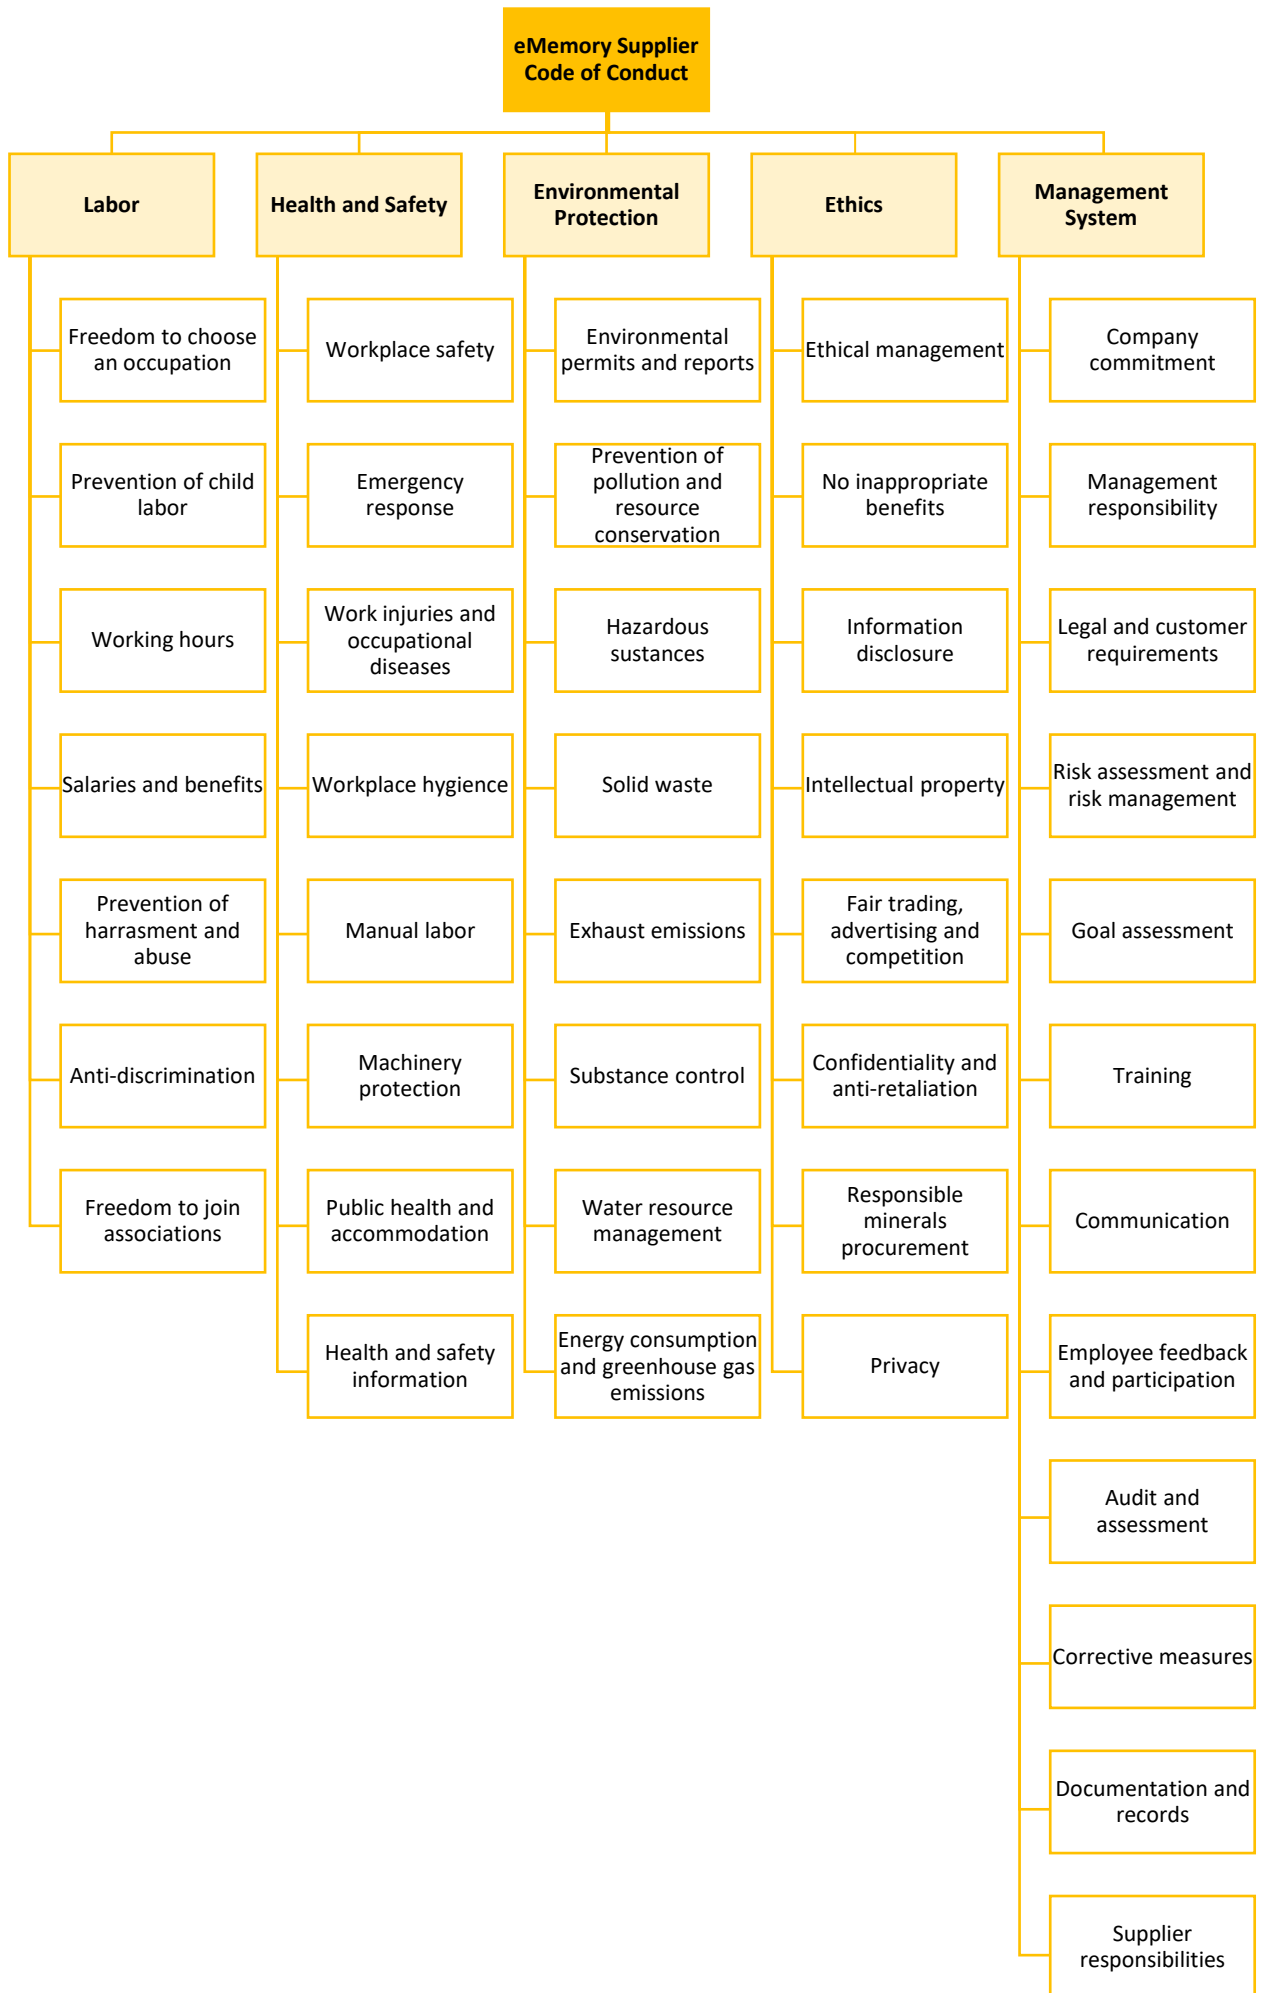 eMemory Supplier
Code of Conduct
Labor
Health and Safety
Environmental
Protection
Ethics
Management
System
Freedom to choose
an occupation
Prevention of child
labor
Working hours
Salaries and benefits
Prevention of
harrasment and
abuse
Anti-discrimination
Freedom to join
associations
Workplace safety
Emergency
response
Work injuries and
occupational
diseases
Workplace hygience
Manual labor
Machinery
protection
Public health and
accommodation
Health and safety
information
Environmental
permits and reports
Prevention of
pollution and
resource
conservation
Hazardous
sustances
Solid waste
Exhaust emissions
Substance control
Water resource
management
Energy consumption
and greenhouse gas
emissions
Ethical management
No inappropriate
benefits
Information
disclosure
Intellectual property
Fair trading,
advertising and
competition
Confidentiality and
anti-retaliation
Responsible
minerals
procurement
Privacy
Company
commitment
Management
responsibility
Legal and customer
requirements
Risk assessment and
risk management
Goal assessment
Training
Communication
Employee feedback
and participation
Audit and
assessment
Corrective measures
Documentation and
records
Supplier
responsibilities